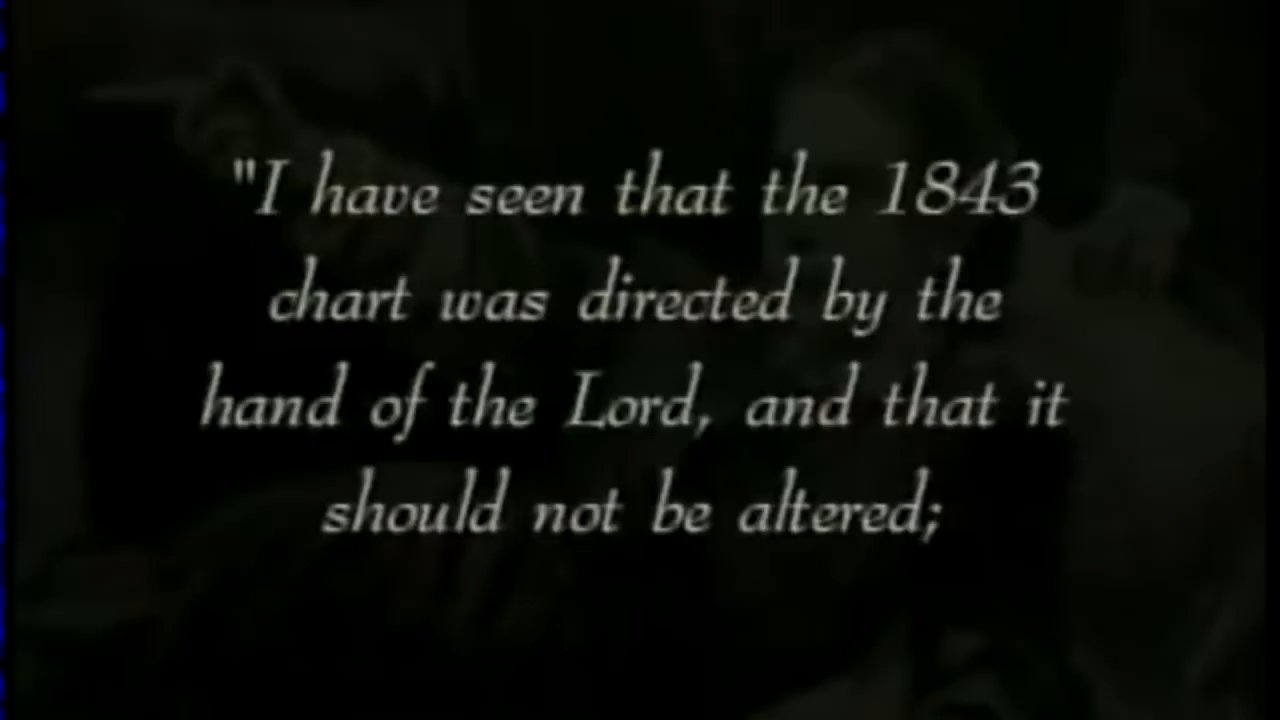 "I have seen that the 1843
chart was directed by the
hand of the Lord, and that it
should not be altered;